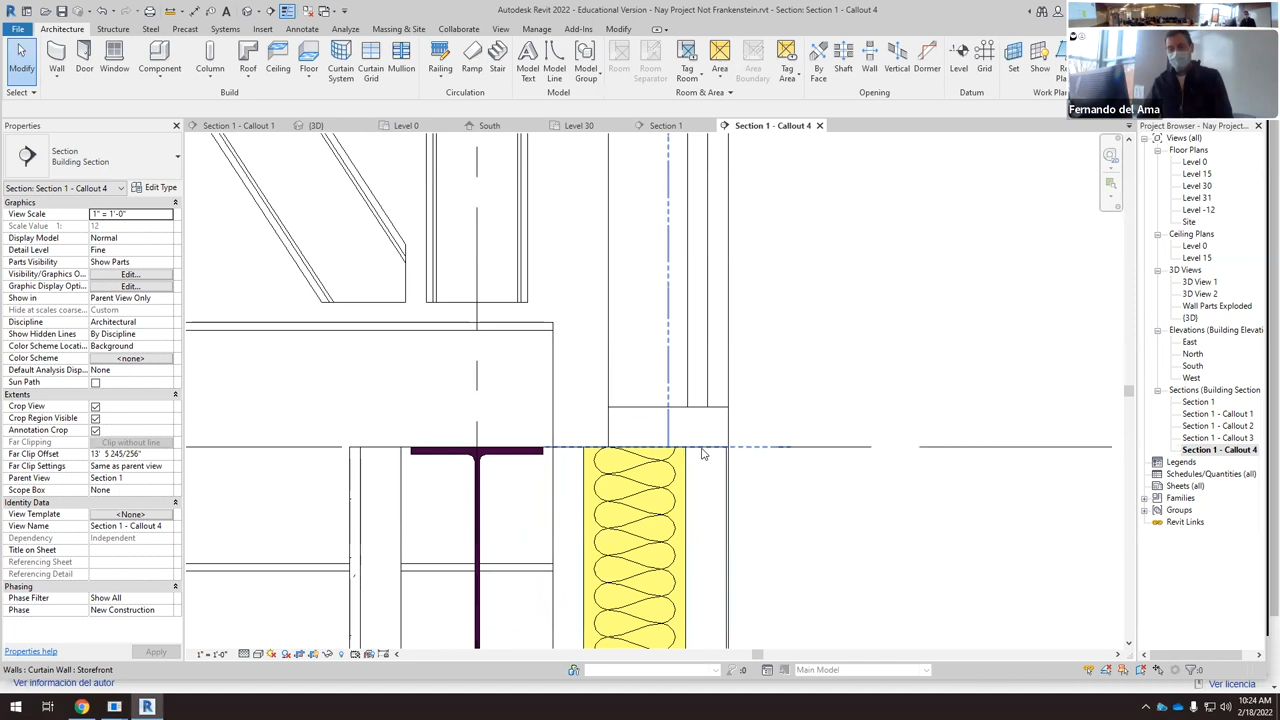 Autodesk Revit 2022 - Educational Version - Nay Project Not Frankenstein.rvt - Section: Section 1 - Callout 4
File Architecture Structure Steel Precast Systems Insert Annotate Analyze Massing & Site Collaborate View Manage Add-Ins Modify
Modify Wall Door Window Component Column Roof Ceiling Floor Curtain System Curtain Grid Mullion Railing Ramp Stair Model Text Model Line Model Group Room Room Separator Tag Room Area Area Boundary Tag Area By Face Shaft Wall Vertical Dormer Level Grid Set Show
Select Build Circulation Model Room & Area Opening Datum Work Plan
Fernando del Ama
Properties
Section 1 - Callout 1 {3D} Level 0 South Level 30 Section 1 Section 1 - Callout 4
Project Browser - Nay Project...
Section
Building Section
Section: Section 1 - Callout 4 Edit Type
Graphics
View Scale 1" = 1'-0"
Scale Value 1: 12
Display Model Normal
Detail Level Fine
Parts Visibility Show Parts
Visibility/Graphics O... Edit...
Graphic Display Opti... Edit...
Show in Parent View Only
Hide at scales coarse... Custom
Discipline Architectural
Show Hidden Lines By Discipline
Color Scheme Locati... Background
Color Scheme <none>
Default Analysis Disp... None
Sun Path
Extents
Crop View
Crop Region Visible
Annotation Crop
Far Clipping Clip without line
Far Clip Offset 13' 5 245/256"
Far Clip Settings Same as parent view
Parent View Section 1
Scope Box None
Identity Data
View Template <None>
View Name Section 1 - Callout 4
Dependency Independent
Title on Sheet
Referencing Sheet
Referencing Detail
Phasing
Phase Filter Show All
Phase New Construction
Properties help Apply
Views (all)
Floor Plans
Level 0
Level 15
Level 30
Level 31
Level -12
Site
Ceiling Plans
Level 0
Level 15
3D Views
3D View 1
3D View 2
Wall Parts Exploded
{3D}
Elevations (Building Elevati
East
North
South
West
Sections (Building Section
Section 1
Section 1 - Callout 1
Section 1 - Callout 2
Section 1 - Callout 3
Section 1 - Callout 4
Legends
Schedules/Quantities (all)
Sheets (all)
Families
Groups
Revit Links
1" = 1'-0"
Walls : Curtain Wall : Storefront :0 Main Model :0
Ver información del autor Ver licencia
10:24 AM
2/18/2022